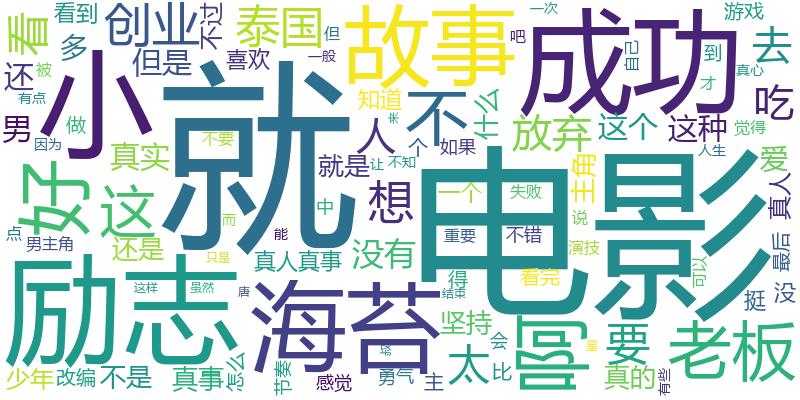 看到
创业
不过
泰国
但
故事
一次
成功
游戏
看
多
但是
喜欢
一般
吧
自己
到
去
还
被
小
就
知道
不
什么
才
真心
吃
有点
男
因为
做
不要
人
来
放弃
这个
这种
觉得
好
这
真实
就是
让
不知
个
如果
主角
人生
爱
想
一个
失败
电影
真人
点
男主角
还是
而
中
能
没有
重要
不错
说
演技
最后
只是
真人真事
得
看完
可以
没
励志
这样
虽然
唐
海苔
结束
坚持
啊
挺
会
要
老板
少年
改编
不是
真事
怎么
节奏
感觉
勇气
主
太
比
真的
有些
星